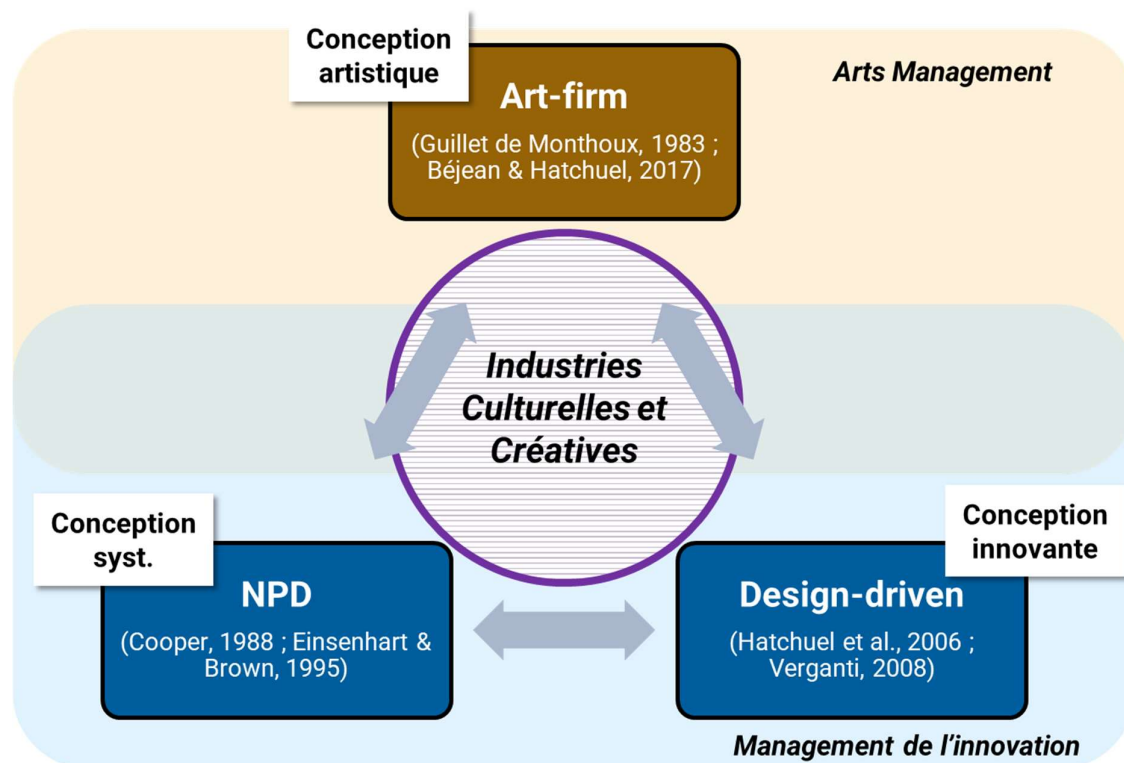 Conception
artistique
Arts Management
Art-firm
(Guillet de Monthoux, 1983 ;
Béjean & Hatchuel, 2017)
Industries
Culturelles et
Créatives
Conception
syst.
NPD
(Cooper, 1988 ; Einsenhart &
Brown, 1995)
Conception
innovante
Design-driven
(Hatchuel et al., 2006 ;
Verganti, 2008)
Management de l’innovation